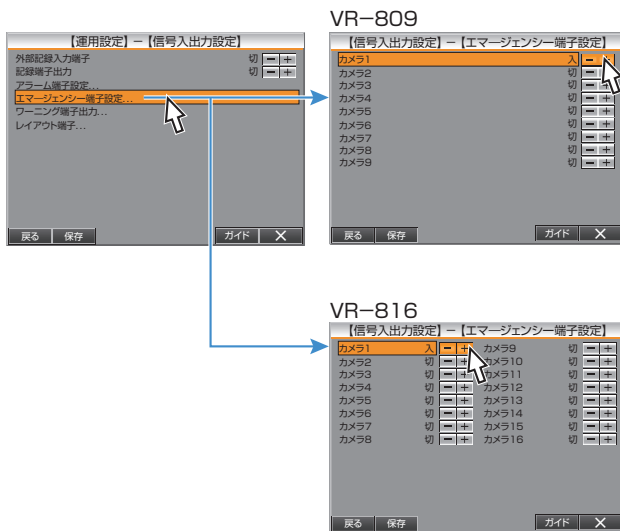 【運用設定】－【信号入出力設定】
外部記録入力端子 切 － ＋
記録端子出力 切 － ＋
アラーム端子設定...
エマージェンシー端子設定...
ワーニング端子出力...
レイアウト端子...
戻る 保存 ガイド ×
VR－809
【信号入出力設定】－【エマージェンシー端子設定】
カメラ1 入 － ＋
カメラ2 切 － ＋
カメラ3 切 － ＋
カメラ4 切 － ＋
カメラ5 切 － ＋
カメラ6 切 － ＋
カメラ7 切 － ＋
カメラ8 切 － ＋
カメラ9 切 － ＋
戻る 保存 ガイド ×
VR－816
【信号入出力設定】－【エマージェンシー端子設定】
カメラ1 入 － ＋ カメラ9 切 － ＋
カメラ2 切 － ＋ カメラ10 切 － ＋
カメラ3 切 － ＋ カメラ11 切 － ＋
カメラ4 切 － ＋ カメラ12 切 － ＋
カメラ5 切 － ＋ カメラ13 切 － ＋
カメラ6 切 － ＋ カメラ14 切 － ＋
カメラ7 切 － ＋ カメラ15 切 － ＋
カメラ8 切 － ＋ カメラ16 切 － ＋
戻る 保存 ガイド ×